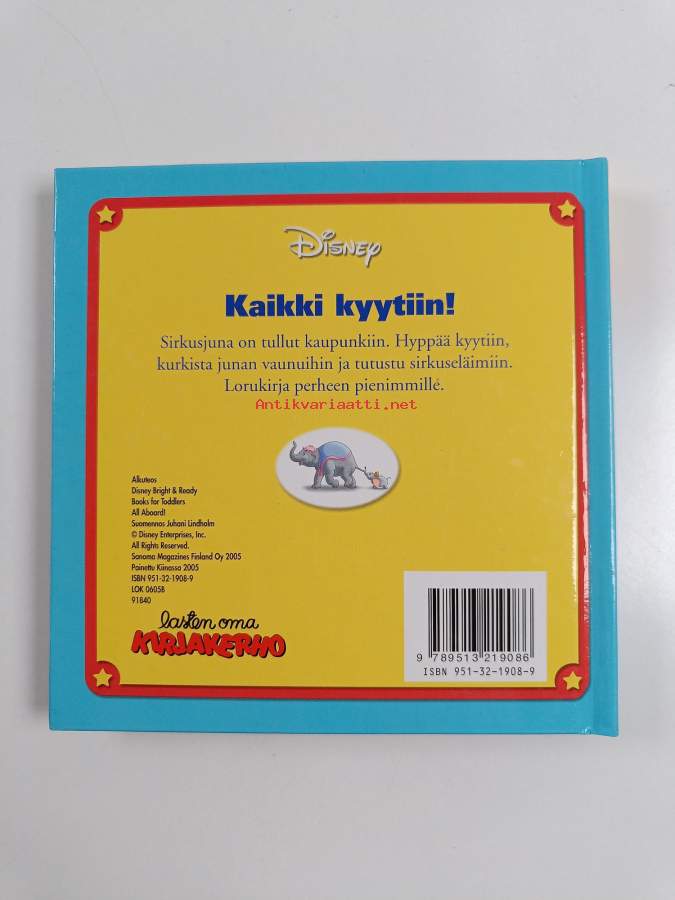 Disney
Kaikki kyytiin!
Sirkusjuna on tullut kaupunkiin. Hyppää kyytiin,
kurkista junan vaunuihin ja tutustu sirkuseläimiin.
Lorukirja perheen pienimmille.
Antikvariaatti.net
Alkuteos
Disney Bright & Ready
Books for Toddlers
All Aboard!
Suomennos Juhani Lindholm
© Disney Enterprises, Inc.
All Rights Reserved.
Sanoma Magazines Finland Oy 2005
Painettu Kiinassa 2005
ISBN 951-32-1908-9
LOK 0605B
91840
lasten oma
KIRJAKERHO
9 789513 219086
ISBN 951-32-1908-9